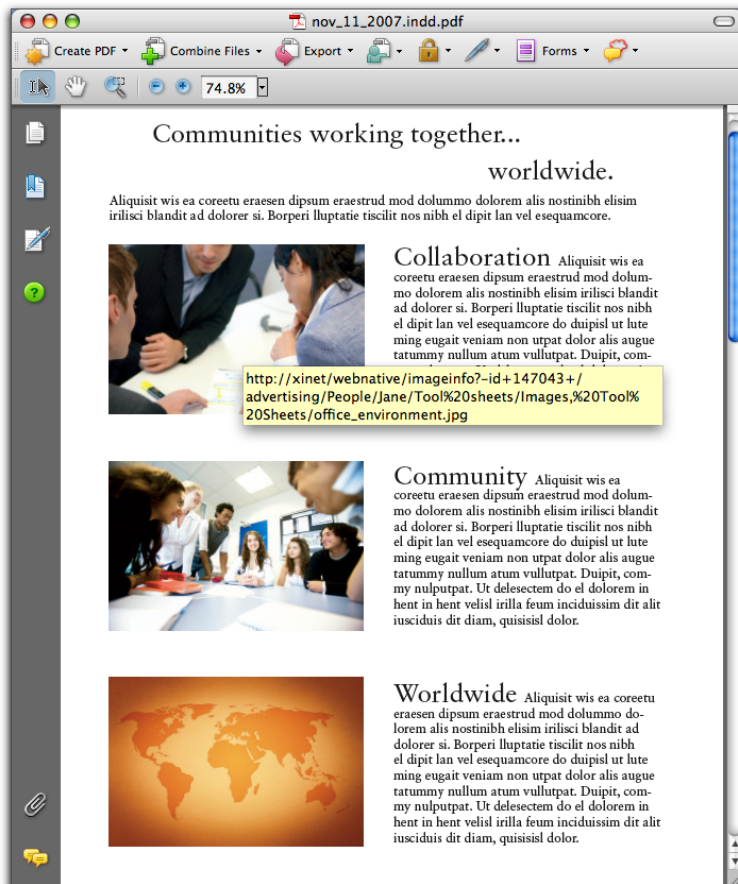 nov_11_2007.indd.pdf
Create PDF Combine Files Export Forms
74.8%
Communities working together...
worldwide.
Aliquisit wis ea coreetu eraesen dipsum eraestrud mod dolummo dolorem alis nostinibh elisim
irilisci blandit ad dolorer si. Borperi lluptatie tiscilit nos nibh el dipit lan vel esequamcore.
Collaboration Aliquisit wis ea
coreetu eraesen dipsum eraestrud mod dolum-
mo dolorem alis nostinibh elisim irilisci blandit
ad dolorer si. Borperi lluptatie tiscilit nos nibh
el dipit lan vel esequamcore do duipisl ut lute
ming eugait veniam non utpat dolor alis augue
tatummy nullum atum vullutpat. Duipit, com-
http://xinet/webnative/imageinfo?-id+147043+/
advertising/People/Jane/Tool%20sheets/Images,%20Tool%
20Sheets/office_environment.jpg
Community Aliquisit wis ea
coreetu eraesen dipsum eraestrud mod dolum-
mo dolorem alis nostinibh elisim irilisci blandit
ad dolorer si. Borperi lluptatie tiscilit nos nibh
el dipit lan vel esequamcore do duipisl ut lute
ming eugait veniam non utpat dolor alis augue
tatummy nullum atum vullutpat. Duipit, com-
my nulputpat. Ut delesectem do el dolorem in
hent in hent velisl irilla feum inciduissim dit alit
iusciduis dit diam, quisisisl dolor.
Worldwide Aliquisit wis ea coreetu
eraesen dipsum eraestrud mod dolummo do-
lorem alis nostinibh elisim irilisci blandit ad
dolorer si. Borperi lluptatie tiscilit nos nibh
el dipit lan vel esequamcore do duipisl ut lute
ming eugait veniam non utpat dolor alis augue
tatummy nullum atum vullutpat. Duipit, com-
my nulputpat. Ut delesectem do el dolorem in
hent in hent velisl irilla feum inciduissim dit alit
iusciduis dit diam, quisisisl dolor.